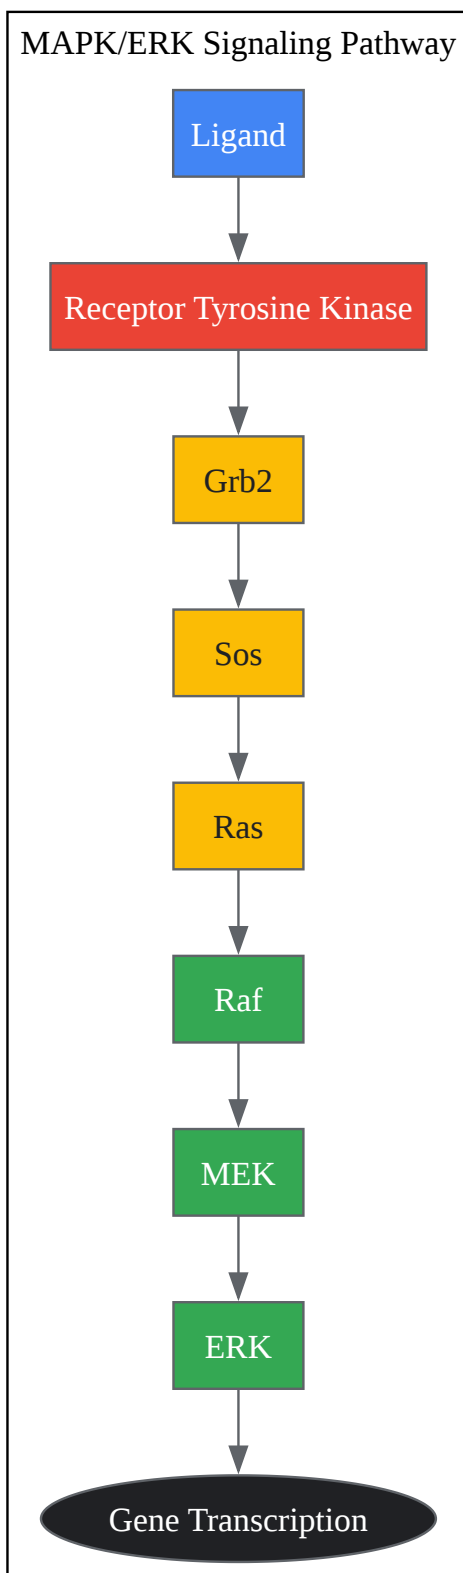 MAPK/ERK Signaling Pathway
Ligand
Receptor Tyrosine Kinase
Grb2
Sos
Ras
Raf
MEK
ERK
Gene Transcription